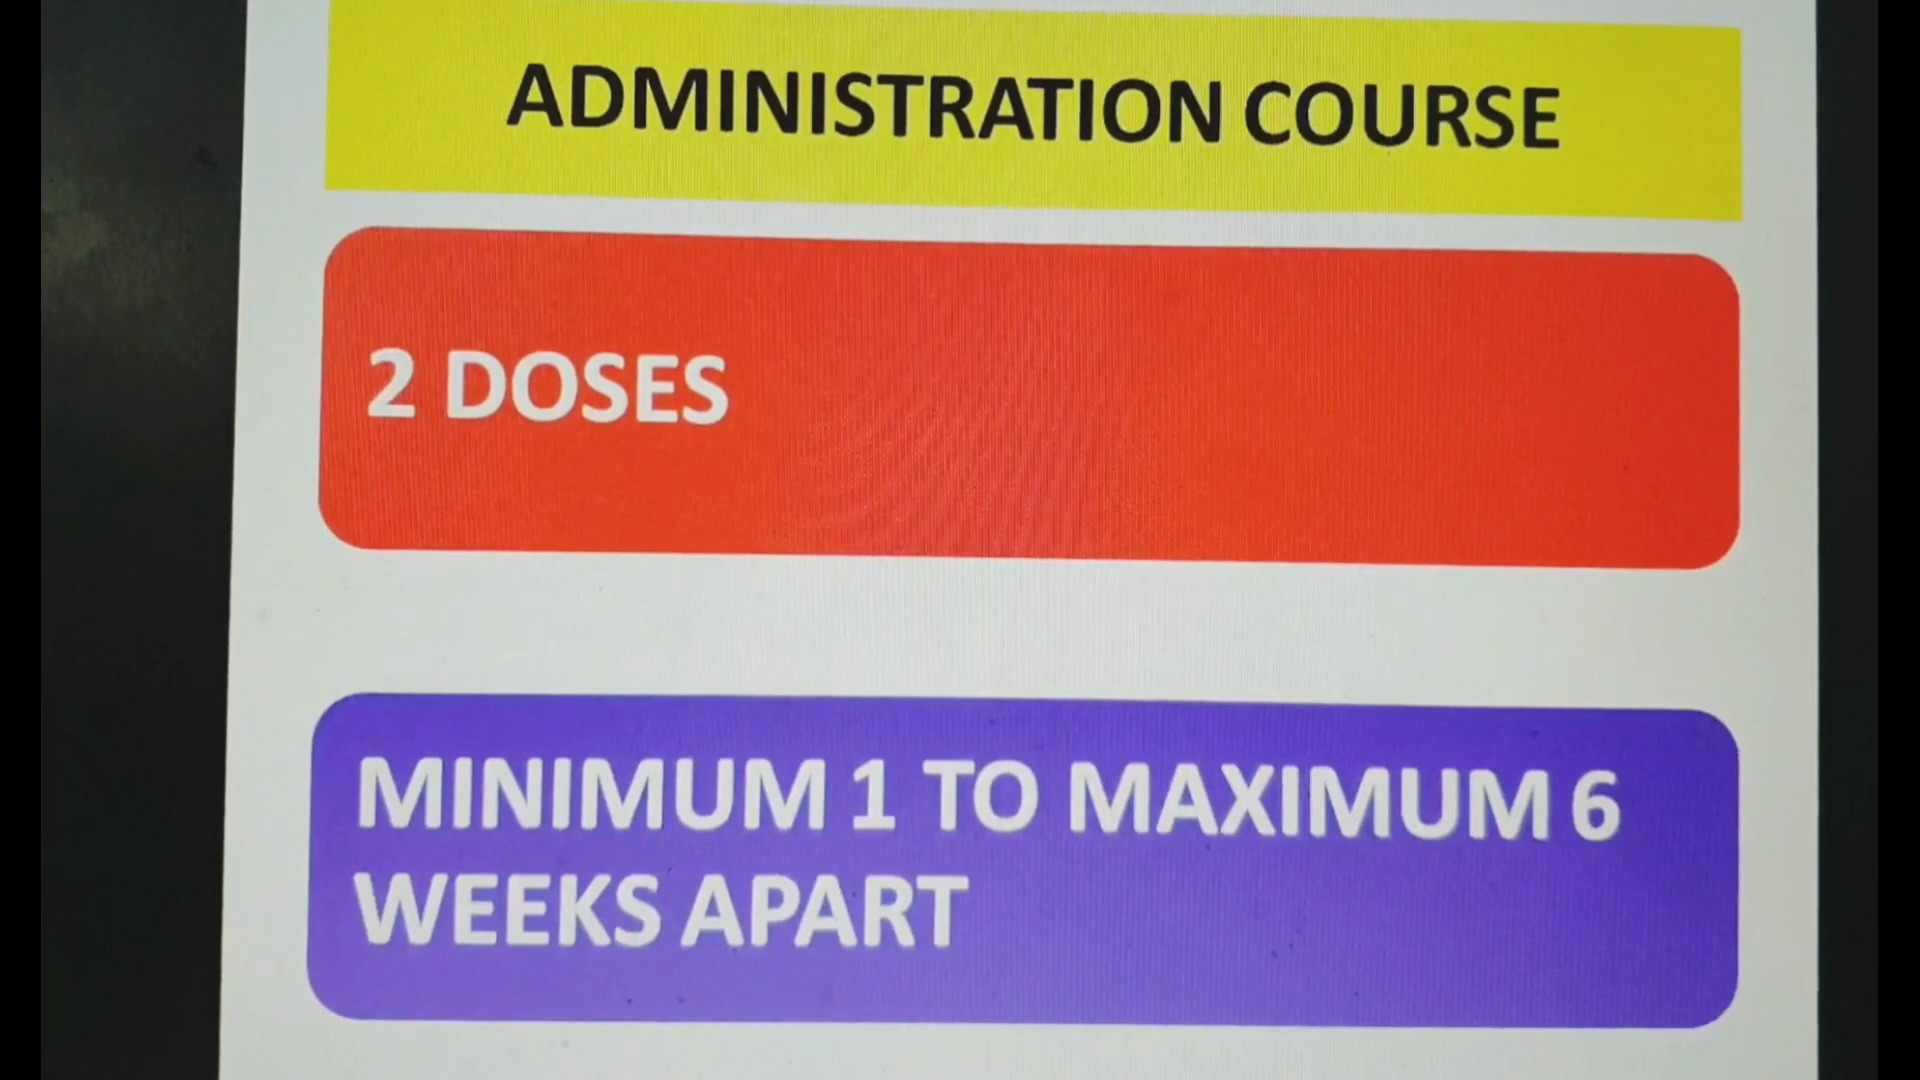 ADMINISTRATION COURSE
2 DOSES
MINIMUM 1 TO MAXIMUM 6
WEEKS APART